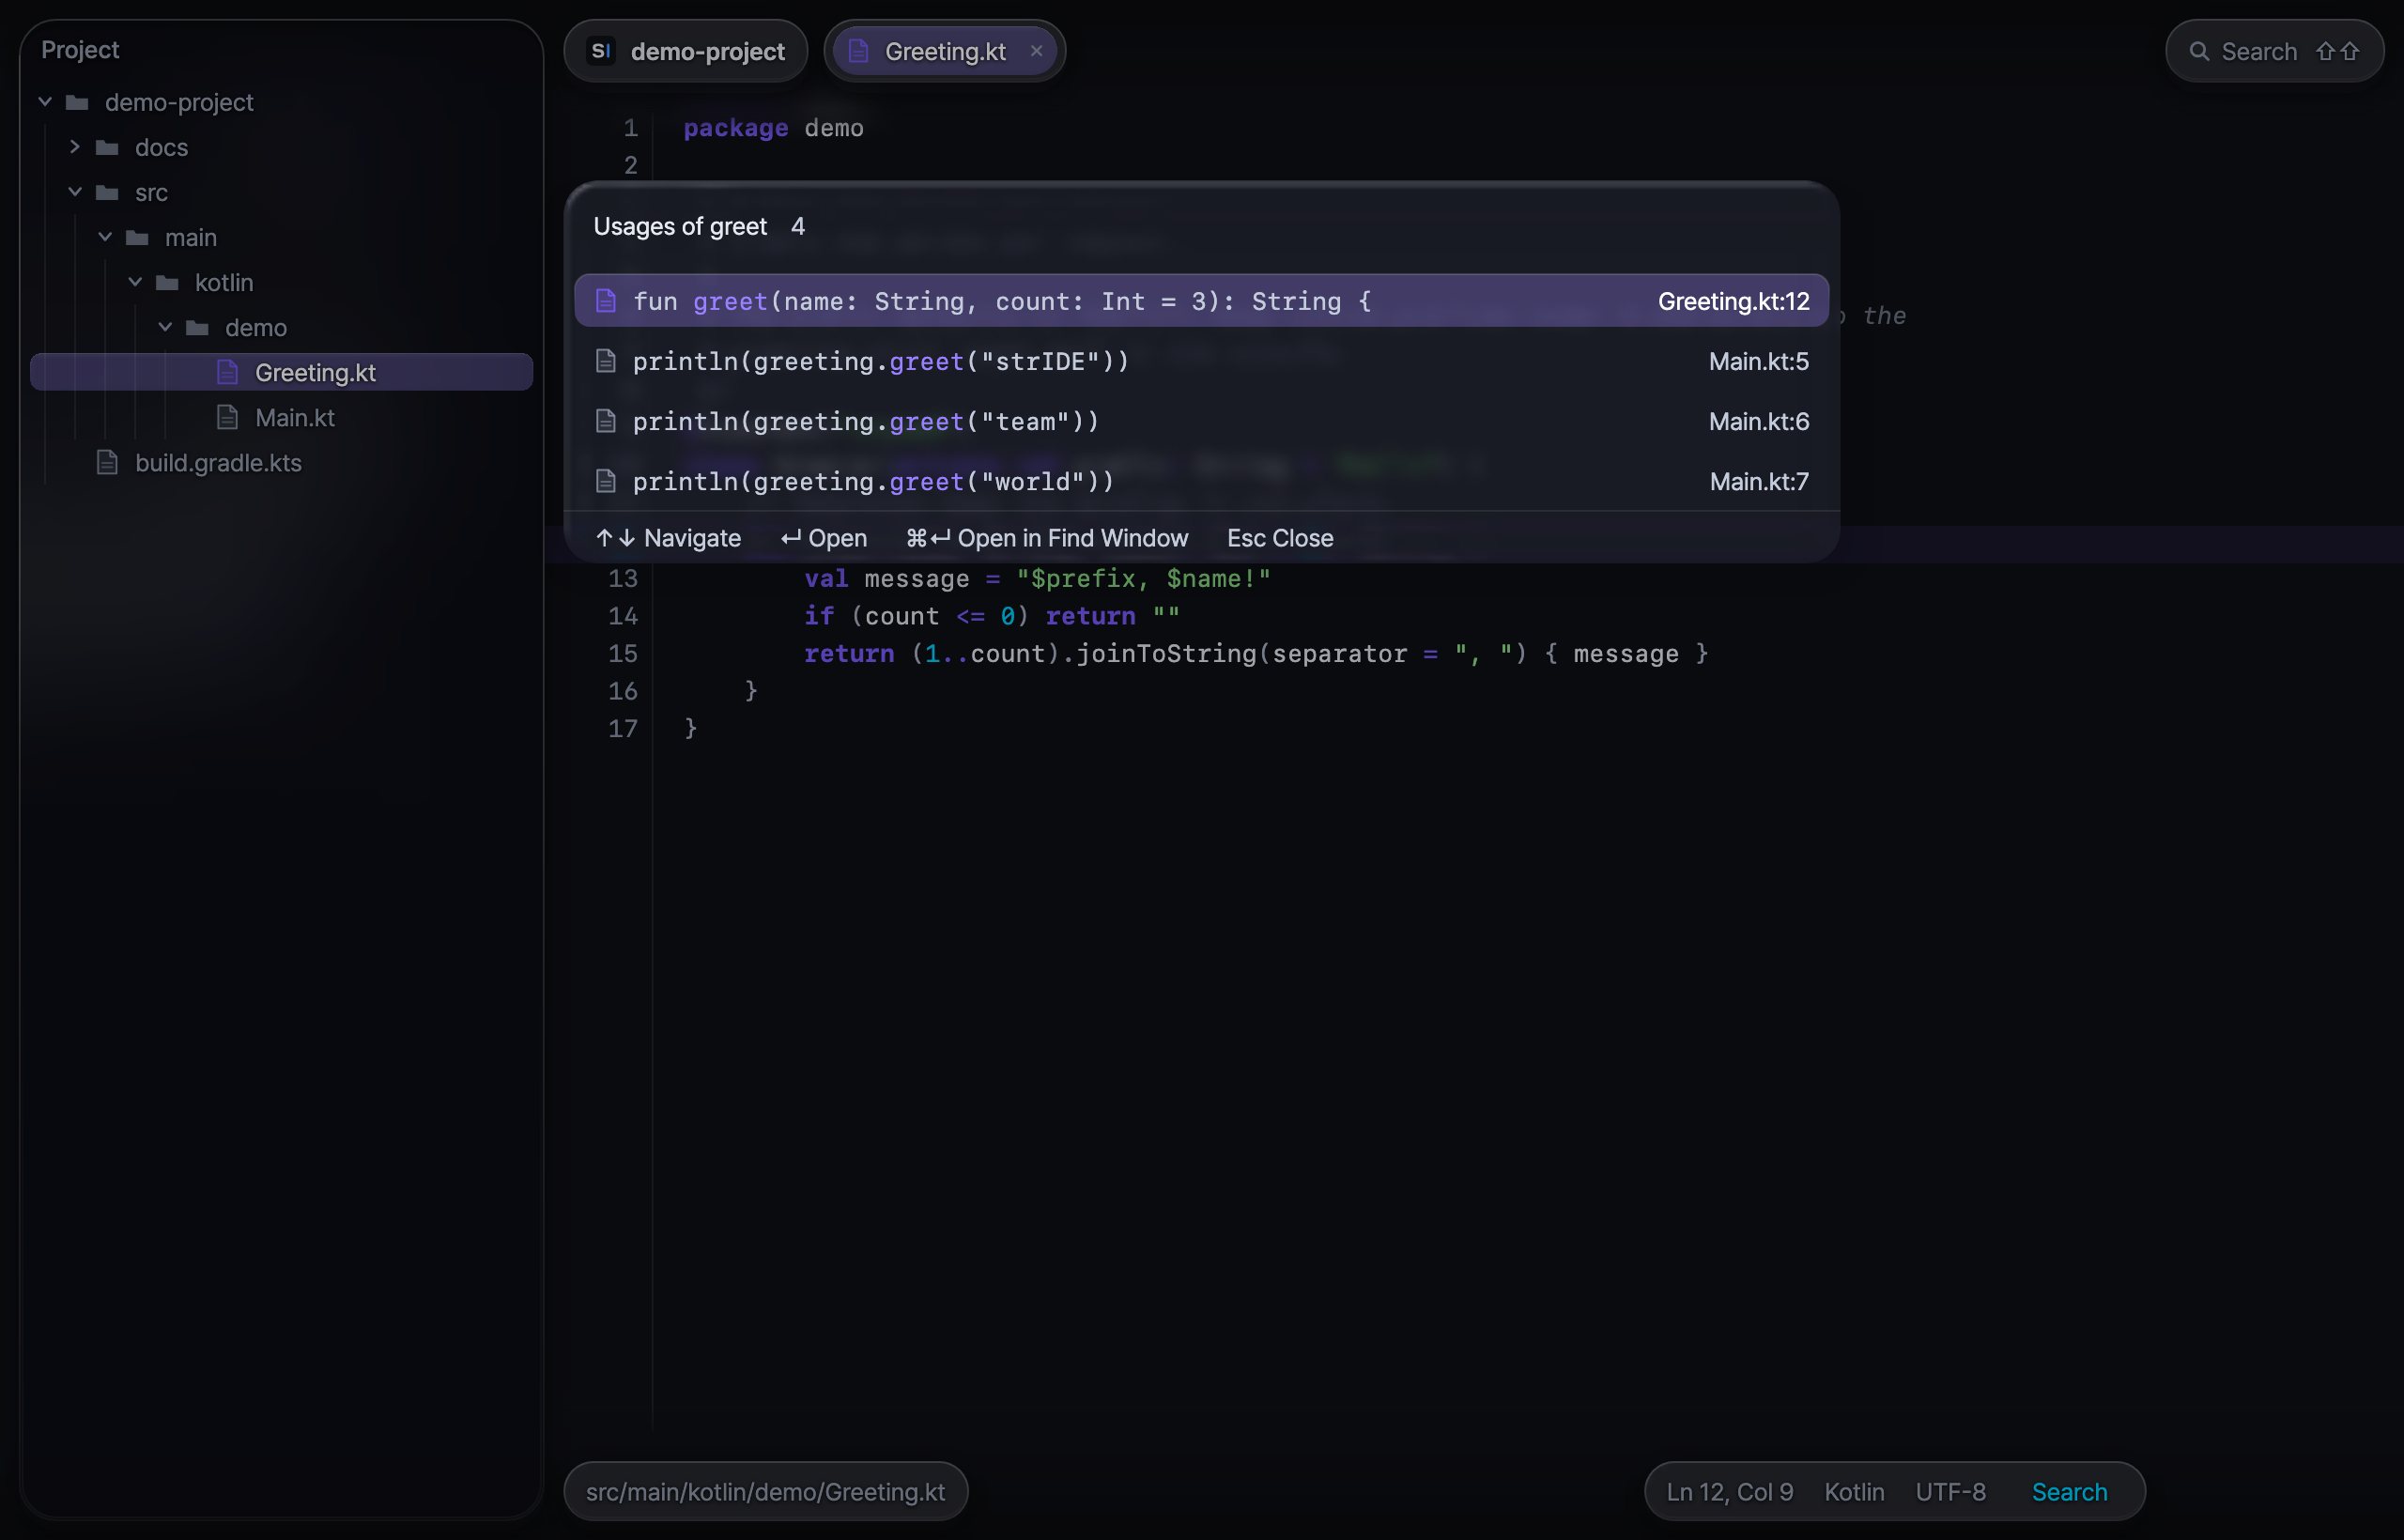 Project
demo-project
docs
src
main
kotlin
demo
Greeting.kt
Main.kt
build.gradle.kts
SI demo-project
Greeting.kt ×
Search ⇧⇧
1 package demo
2
Usages of greet 4
fun greet(name: String, count: Int = 3): String { Greeting.kt:12
the
println(greeting.greet("strIDE")) Main.kt:5
println(greeting.greet("team")) Main.kt:6
println(greeting.greet("world")) Main.kt:7
↑↓ Navigate ↵ Open ⌘↵ Open in Find Window Esc Close
13 val message = "$prefix, $name!"
14 if (count <= 0) return ""
15 return (1..count).joinToString(separator = ", ") { message }
16 }
17 }
src/main/kotlin/demo/Greeting.kt
Ln 12, Col 9 Kotlin UTF-8 Search